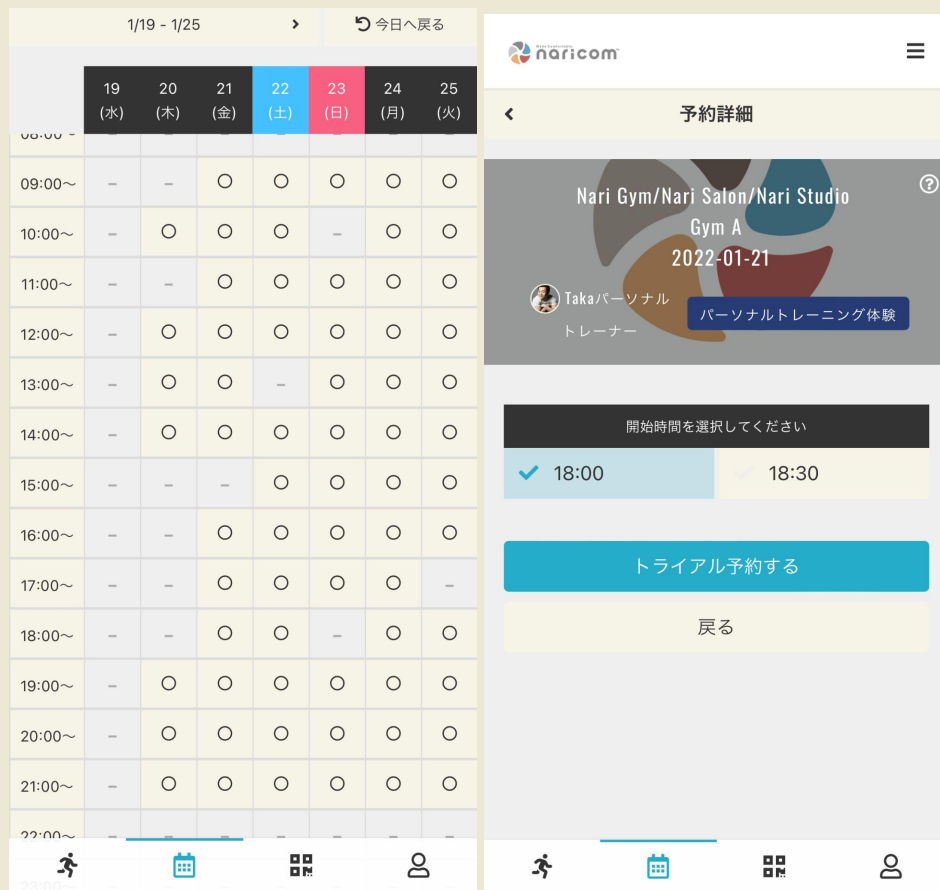 1/19 - 1/25 > 今日へ戻る
19 20 21 22 23 24 25
(水) (木) (金) (土) (日) (月) (火)
08:00～ – – – – – – –
09:00～ – – ○ ○ ○ ○ ○
10:00～ – ○ ○ ○ – ○ ○
11:00～ – – ○ ○ ○ ○ ○
12:00～ – ○ ○ ○ ○ ○ ○
13:00～ – ○ ○ – ○ ○ ○
14:00～ – ○ ○ ○ ○ ○ ○
15:00～ – – – ○ ○ ○ ○
16:00～ – – ○ ○ ○ ○ ○
17:00～ – – ○ ○ ○ ○ –
18:00～ – – ○ ○ – ○ ○
19:00～ – ○ ○ ○ ○ ○ ○
20:00～ – ○ ○ ○ ○ ○ ○
21:00～ – ○ ○ ○ ○ ○ ○
22:00～ – – – – – – –
23:00～
naricom
予約詳細
Nari Gym/Nari Salon/Nari Studio
Gym A
2022-01-21
Takaパーソナル
トレーナー
パーソナルトレーニング体験
開始時間を選択してください
18:00 18:30
トライアル予約する
戻る